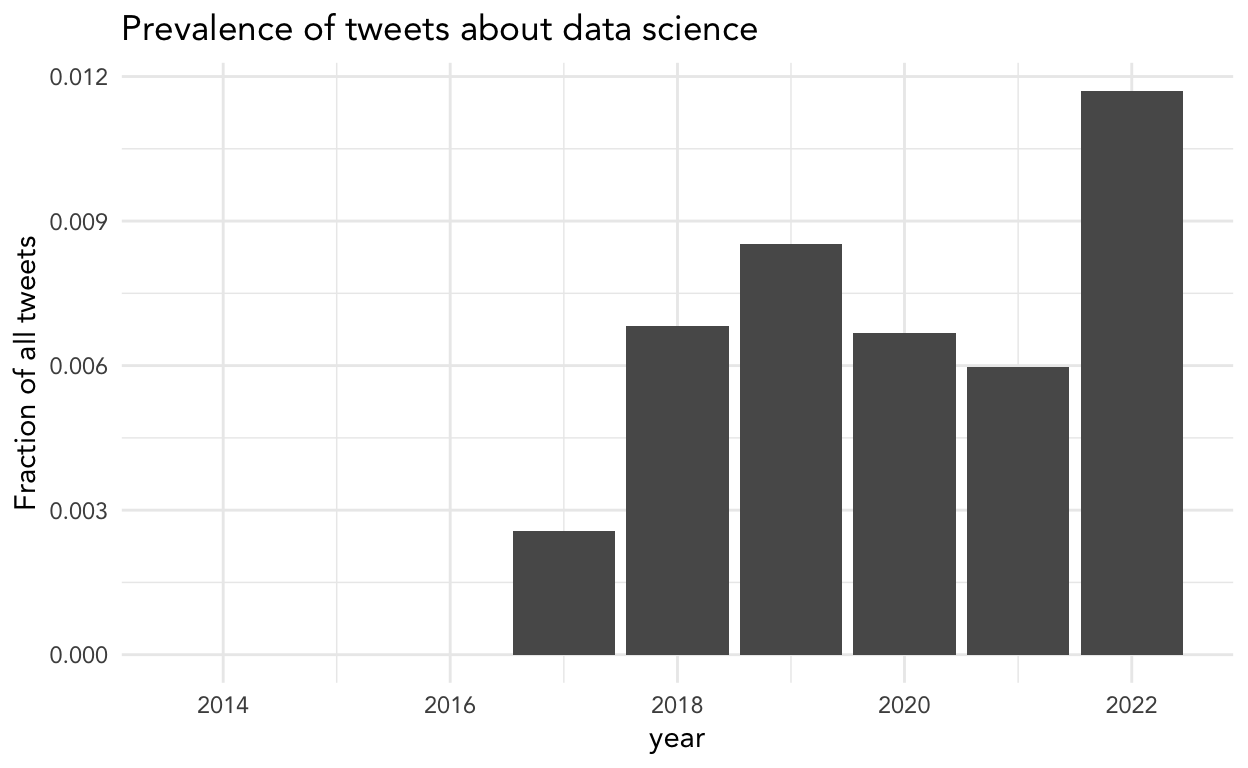 Prevalence of tweets about data science
Fraction of all tweets
0.012
0.009
0.006
0.003
0.000
2014 2016 2018 2020 2022
year